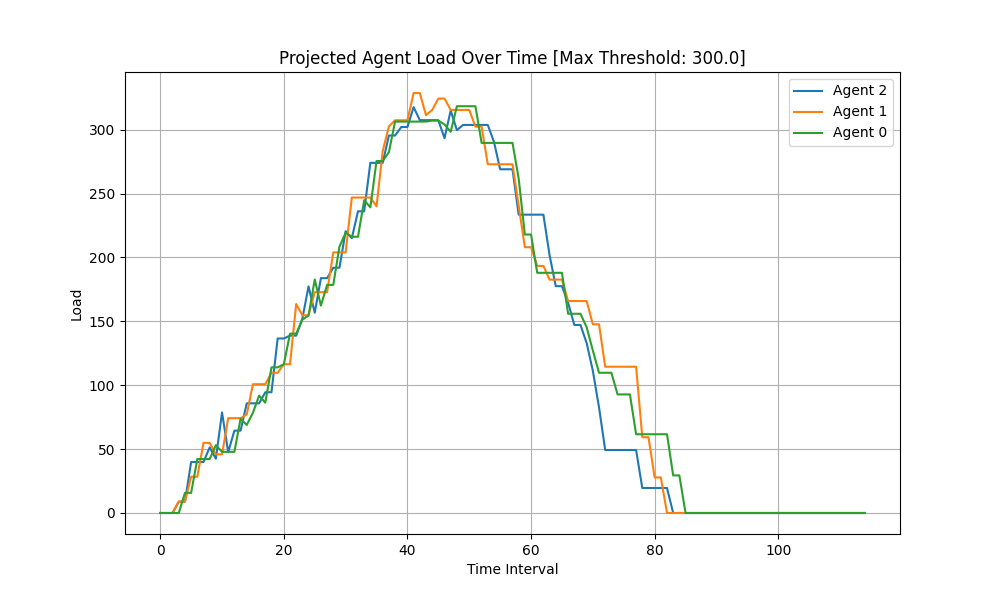 Projected Agent Load Over Time [Max Threshold: 300.0]
Agent 2
Agent 1
Agent 0
300
250
200
150
100
50
0
Load
0 20 40 60 80 100
Time Interval